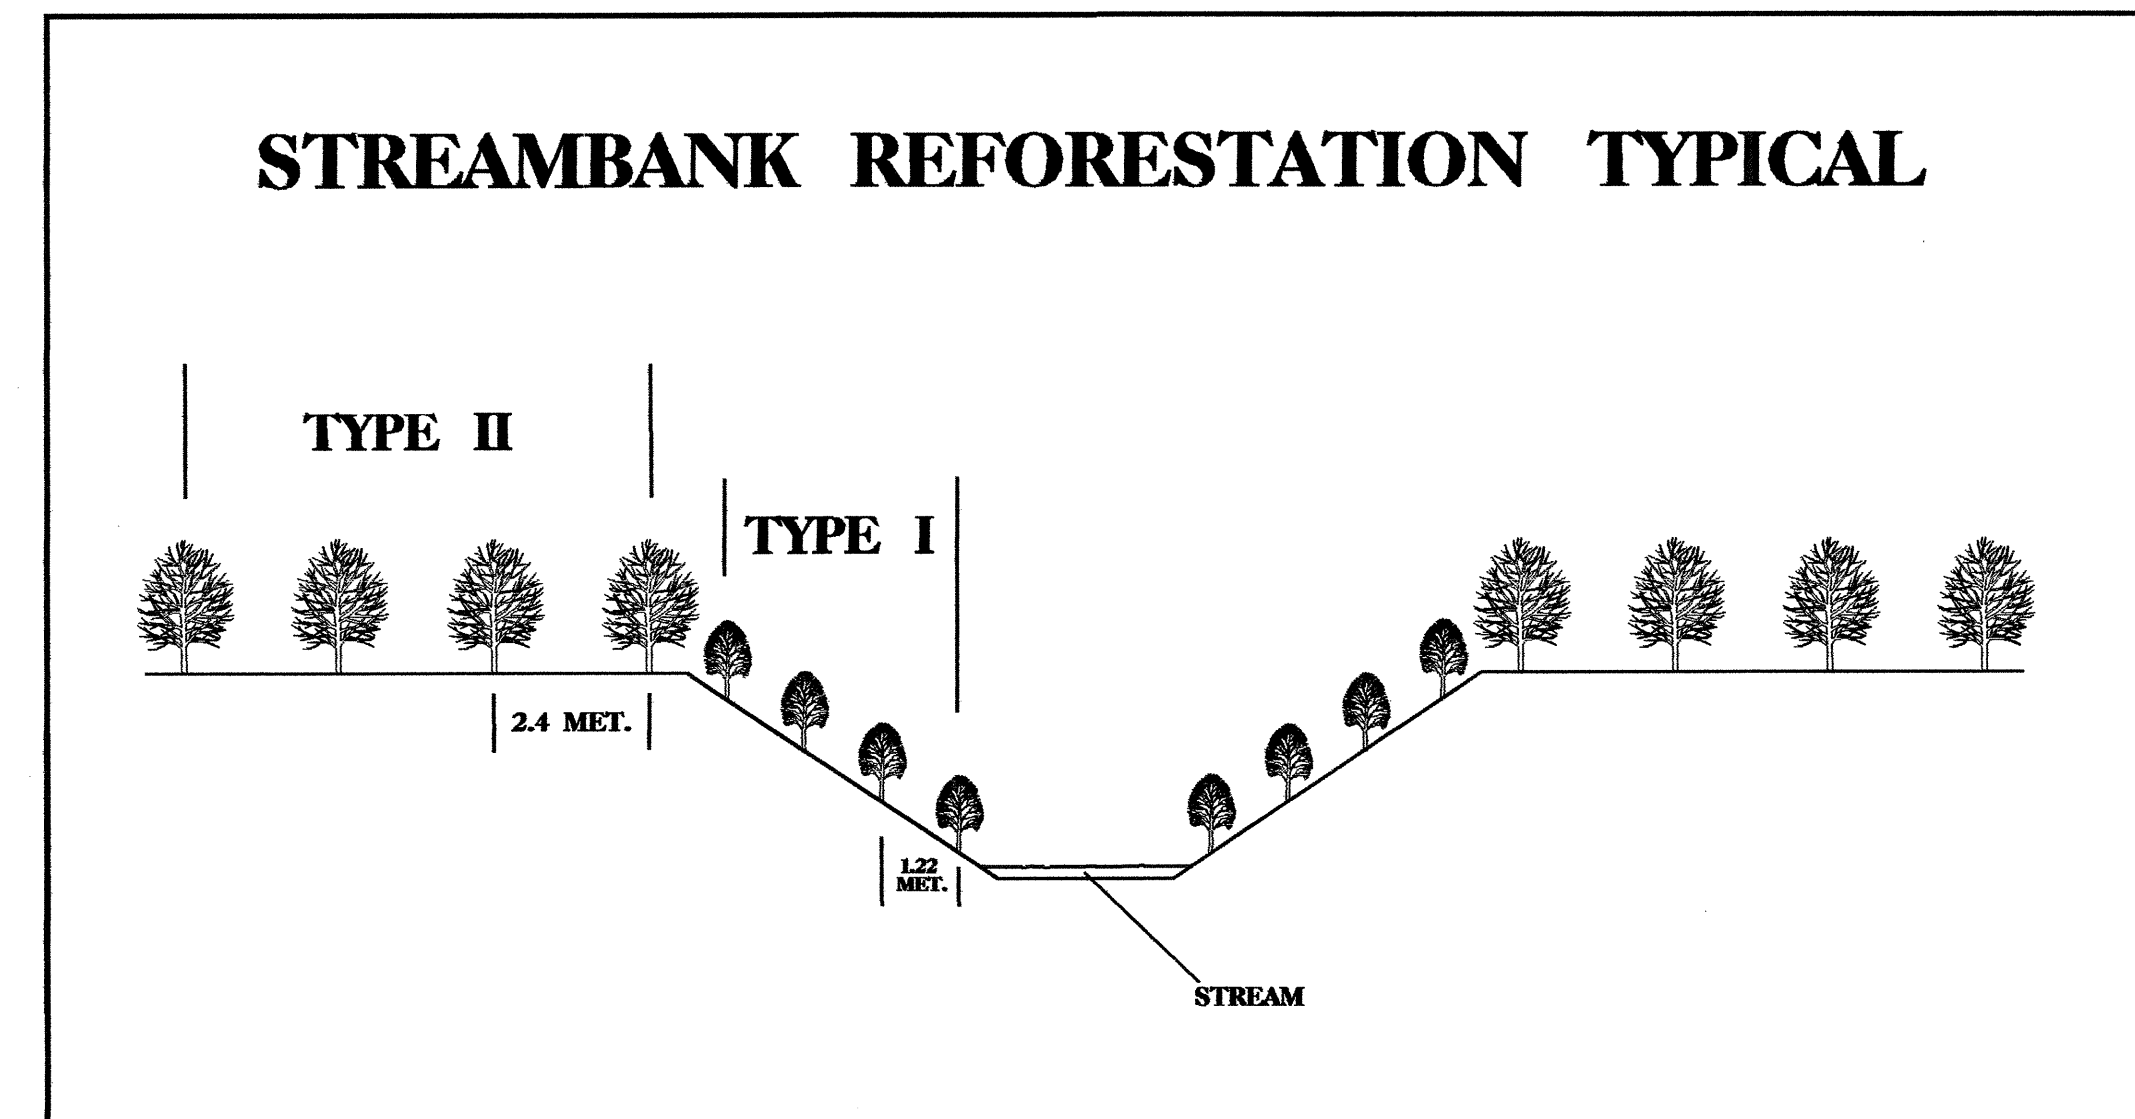 STREAMBANK REFORESTATION TYPICAL
TYPE II
TYPE I
2.4 MET.
1.22
MET.
STREAM